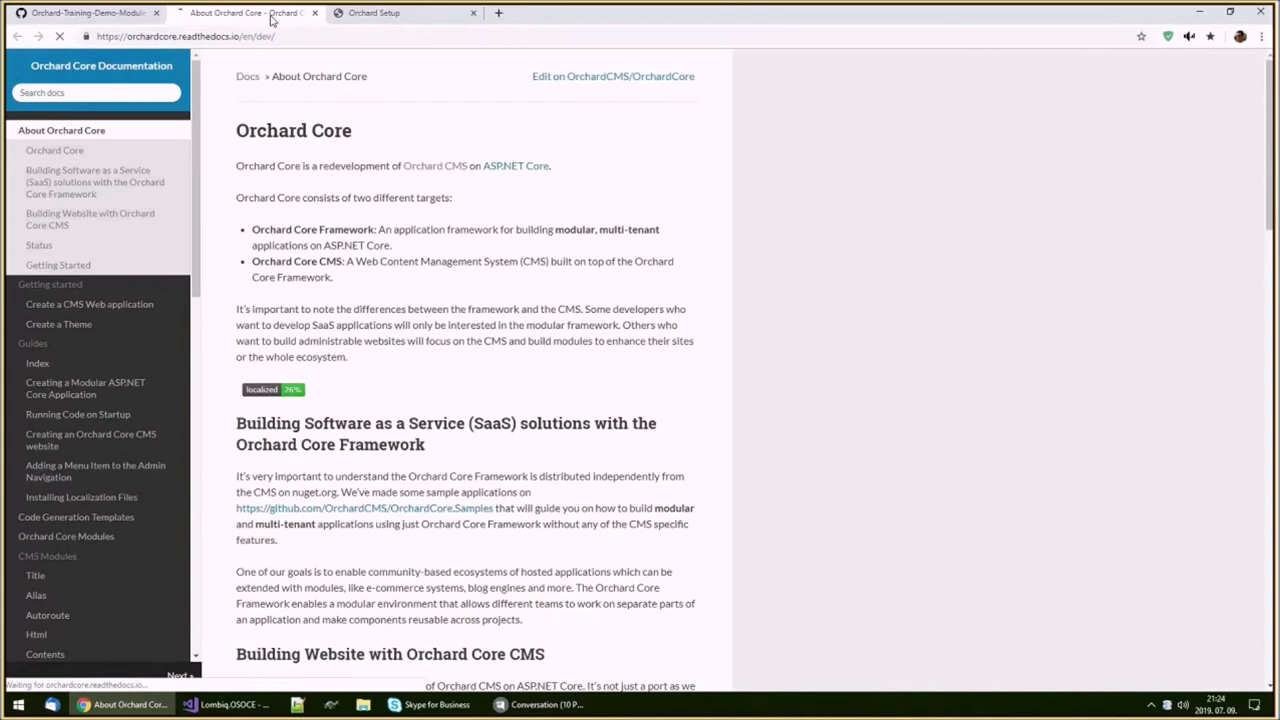 Orchard-Training-Demo-Module
About Orchard Core - Orchard C
Orchard Setup
https://orchardcore.readthedocs.io/en/dev/
Orchard Core Documentation
Search docs
About Orchard Core
Orchard Core
Building Software as a Service
(SaaS) solutions with the Orchard
Core Framework
Building Website with Orchard
Core CMS
Status
Getting Started
Getting started
Create a CMS Web application
Create a Theme
Guides
Index
Creating a Modular ASP.NET
Core Application
Running Code on Startup
Creating an Orchard Core CMS
website
Adding a Menu Item to the Admin
Navigation
Installing Localization Files
Code Generation Templates
Orchard Core Modules
CMS Modules
Title
Alias
Autoroute
Html
Contents
Next »
Docs » About Orchard Core
Edit on OrchardCMS/OrchardCore
Orchard Core
Orchard Core is a redevelopment of Orchard CMS on ASP.NET Core.
Orchard Core consists of two different targets:
• Orchard Core Framework: An application framework for building modular, multi-tenant
applications on ASP.NET Core.
• Orchard Core CMS: A Web Content Management System (CMS) built on top of the Orchard
Core Framework.
It's important to note the differences between the framework and the CMS. Some developers who
want to develop SaaS applications will only be interested in the modular framework. Others who
want to build administrable websites will focus on the CMS and build modules to enhance their sites
or the whole ecosystem.
localized 26%
Building Software as a Service (SaaS) solutions with the
Orchard Core Framework
It's very important to understand the Orchard Core Framework is distributed independently from
the CMS on nuget.org. We've made some sample applications on
https://github.com/OrchardCMS/OrchardCore.Samples that will guide you on how to build modular
and multi-tenant applications using just Orchard Core Framework without any of the CMS specific
features.
One of our goals is to enable community-based ecosystems of hosted applications which can be
extended with modules, like e-commerce systems, blog engines and more. The Orchard Core
Framework enables a modular environment that allows different teams to work on separate parts of
an application and make components reusable across projects.
Building Website with Orchard Core CMS
of Orchard CMS on ASP.NET Core. It's not just a port as we
Waiting for orchardcore.readthedocs.io...
About Orchard Cor...
Lombiq.OSOCE - ...
Skype for Business
Conversation (10 P...
21:24
2019. 07. 09.